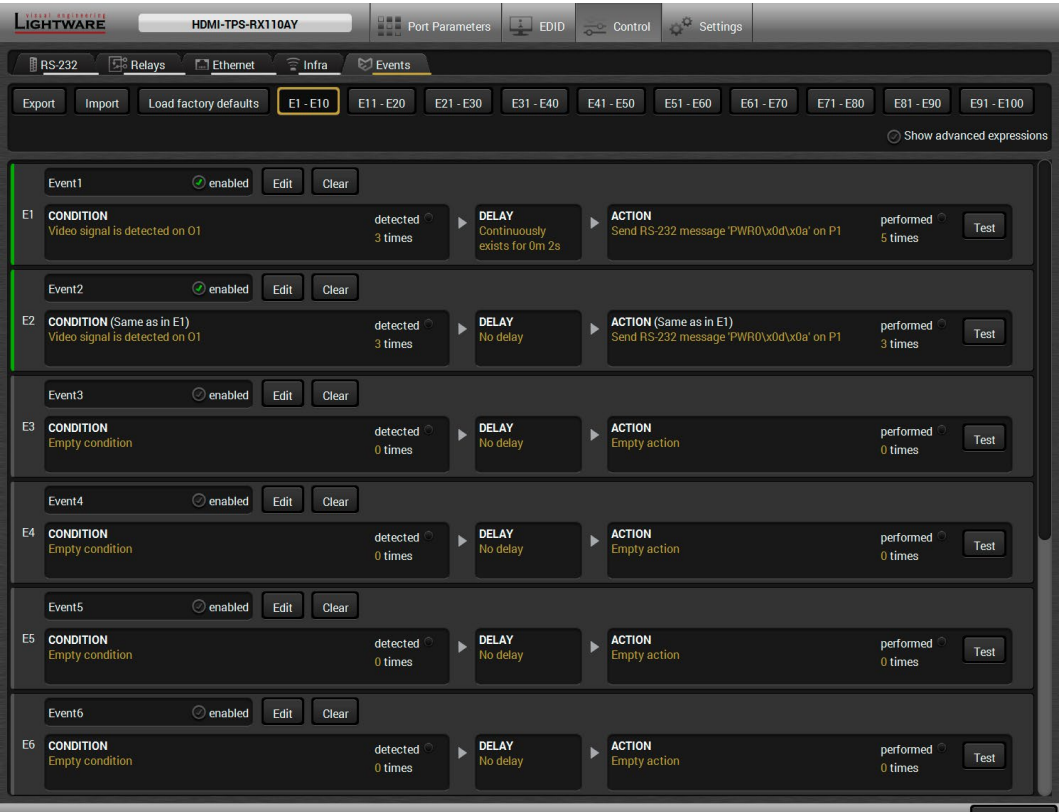 visual engineering
LIGHTWARE HDMI-TPS-RX110AY Port Parameters EDID Control Settings
RS-232 Relays Ethernet Infra Events
Export Import Load factory defaults E1 - E10 E11 - E20 E21 - E30 E31 - E40 E41 - E50 E51 - E60 E61 - E70 E71 - E80 E81 - E90 E91 - E100
Show advanced expressions
Event1 enabled Edit Clear
E1 CONDITION detected DELAY ACTION performed Test
Video signal is detected on O1 3 times Continuously Send RS-232 message 'PWR0\x0d\x0a' on P1 5 times
exists for 0m 2s
Event2 enabled Edit Clear
E2 CONDITION (Same as in E1) detected DELAY ACTION (Same as in E1) performed Test
Video signal is detected on O1 3 times No delay Send RS-232 message 'PWR0\x0d\x0a' on P1 3 times
Event3 enabled Edit Clear
E3 CONDITION detected DELAY ACTION performed Test
Empty condition 0 times No delay Empty action 0 times
Event4 enabled Edit Clear
E4 CONDITION detected DELAY ACTION performed Test
Empty condition 0 times No delay Empty action 0 times
Event5 enabled Edit Clear
E5 CONDITION detected DELAY ACTION performed Test
Empty condition 0 times No delay Empty action 0 times
Event6 enabled Edit Clear
E6 CONDITION detected DELAY ACTION performed Test
Empty condition 0 times No delay Empty action 0 times